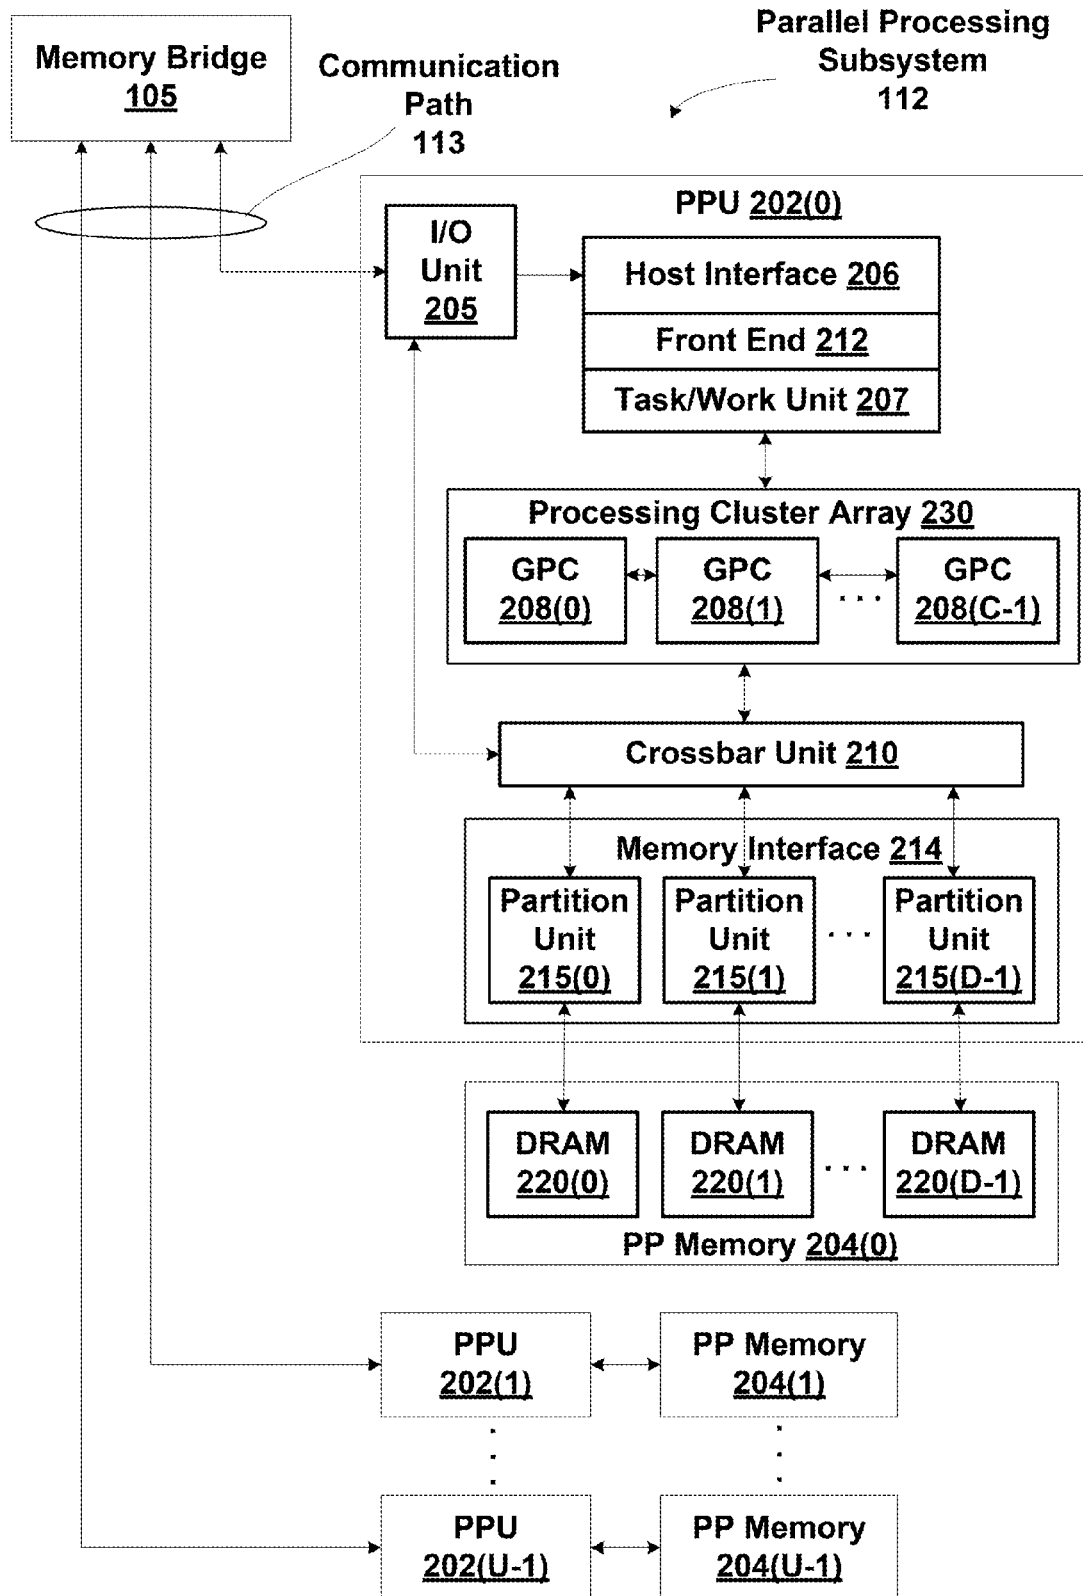 Memory Bridge
105
Communication
Path
113
Parallel Processing
Subsystem
112
PPU 202(0)
I/O
Unit
205
Host Interface 206
Front End 212
Task/Work Unit 207
Processing Cluster Array 230
GPC
208(0)
GPC
208(1)
. . .
GPC
208(C-1)
Crossbar Unit 210
Memory Interface 214
Partition
Unit
215(0)
Partition
Unit
215(1)
. . .
Partition
Unit
215(D-1)
DRAM
220(0)
DRAM
220(1)
. . .
DRAM
220(D-1)
PP Memory 204(0)
PPU
202(1)
PP Memory
204(1)
PPU
202(U-1)
PP Memory
204(U-1)